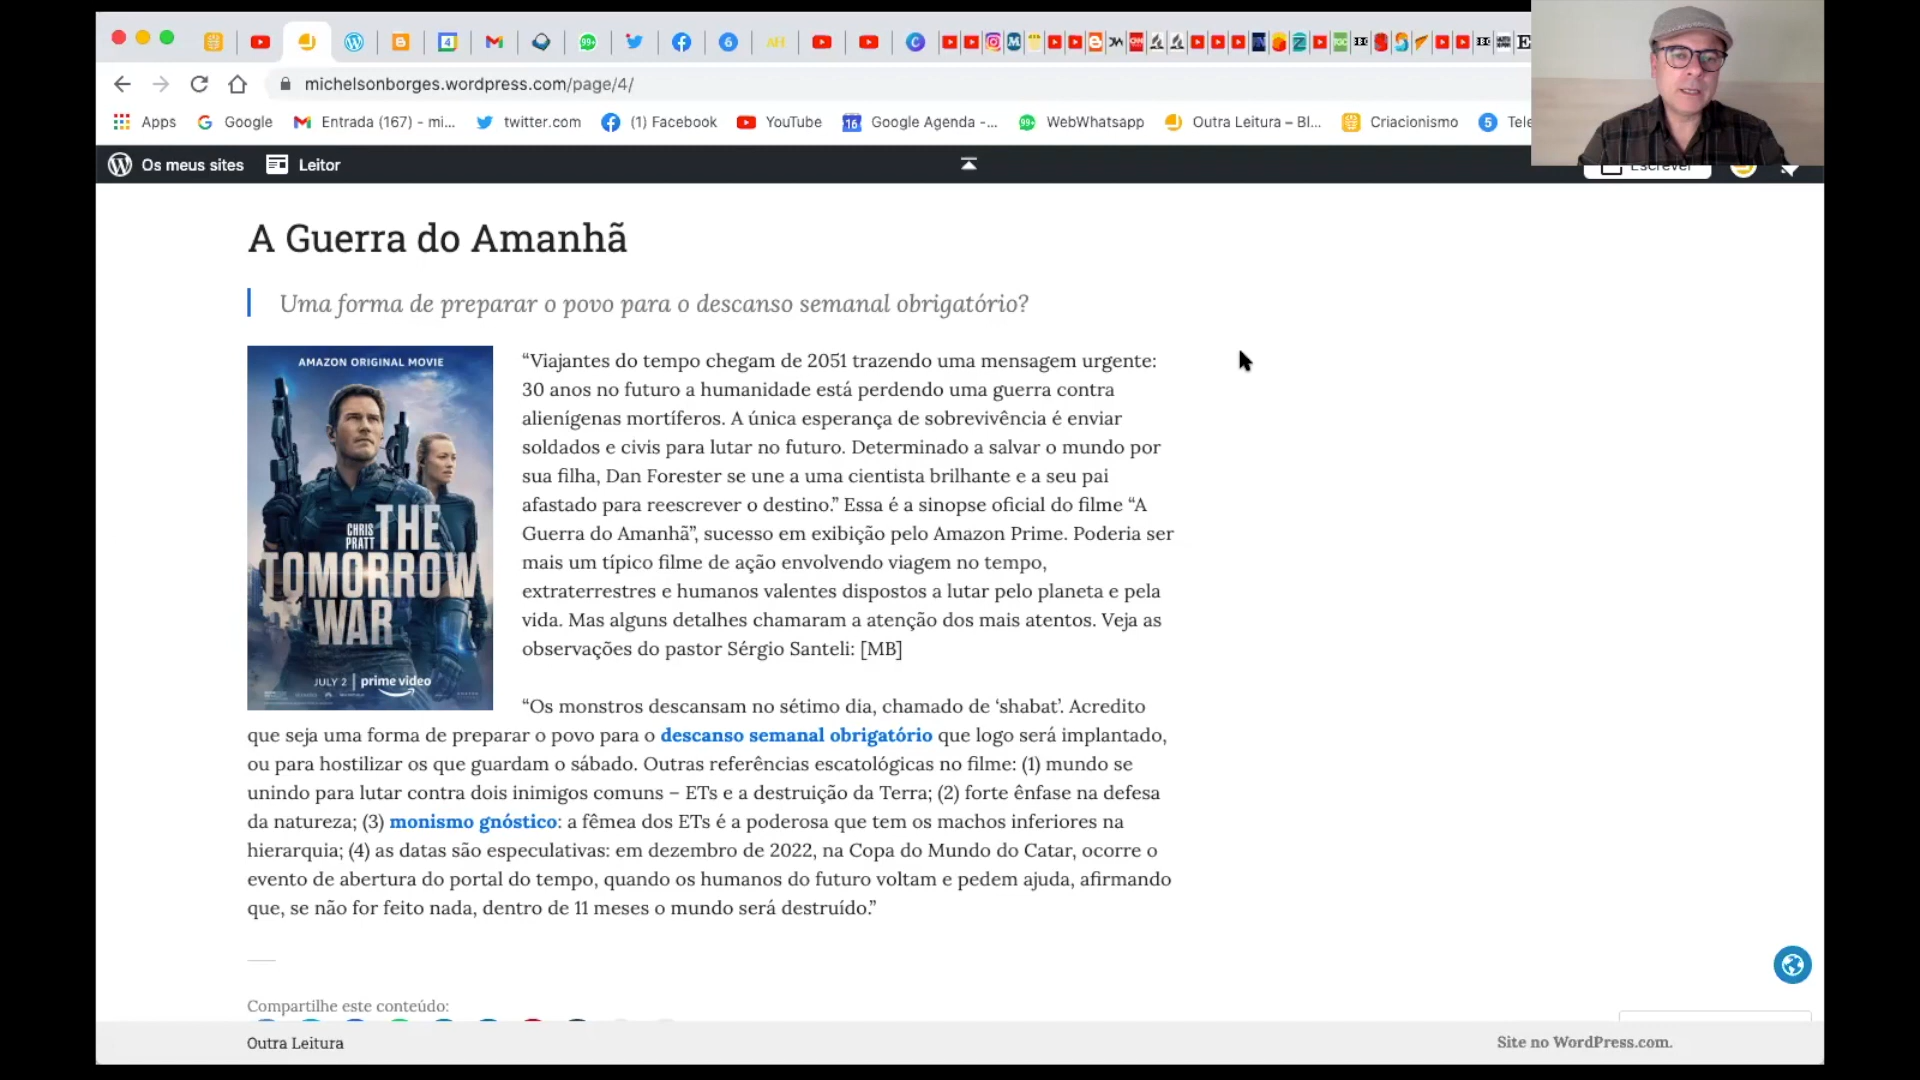 michelsonborges.wordpress.com/page/4/
Apps Google Entrada (167) - mi... twitter.com (1) Facebook YouTube Google Agenda -... WebWhatsapp Outra Leitura – Bl... Criacionismo Tele
Os meus sites Leitor Escrever
A Guerra do Amanhã
Uma forma de preparar o povo para o descanso semanal obrigatório?
AMAZON ORIGINAL MOVIE
CHRIS PRATT
THE
TOMORROW
WAR
JULY 2 | prime video
“Viajantes do tempo chegam de 2051 trazendo uma mensagem urgente:
30 anos no futuro a humanidade está perdendo uma guerra contra
alienígenas mortíferos. A única esperança de sobrevivência é enviar
soldados e civis para lutar no futuro. Determinado a salvar o mundo por
sua filha, Dan Forester se une a uma cientista brilhante e a seu pai
afastado para reescrever o destino.” Essa é a sinopse oficial do filme “A
Guerra do Amanhã”, sucesso em exibição pelo Amazon Prime. Poderia ser
mais um típico filme de ação envolvendo viagem no tempo,
extraterrestres e humanos valentes dispostos a lutar pelo planeta e pela
vida. Mas alguns detalhes chamaram a atenção dos mais atentos. Veja as
observações do pastor Sérgio Santeli: [MB]
“Os monstros descansam no sétimo dia, chamado de ‘shabat’. Acredito
que seja uma forma de preparar o povo para o descanso semanal obrigatório que logo será implantado,
ou para hostilizar os que guardam o sábado. Outras referências escatológicas no filme: (1) mundo se
unindo para lutar contra dois inimigos comuns – ETs e a destruição da Terra; (2) forte ênfase na defesa
da natureza; (3) monismo gnóstico: a fêmea dos ETs é a poderosa que tem os machos inferiores na
hierarquia; (4) as datas são especulativas: em dezembro de 2022, na Copa do Mundo do Catar, ocorre o
evento de abertura do portal do tempo, quando os humanos do futuro voltam e pedem ajuda, afirmando
que, se não for feito nada, dentro de 11 meses o mundo será destruído.”
Compartilhe este conteúdo:
Outra Leitura
Site no WordPress.com.